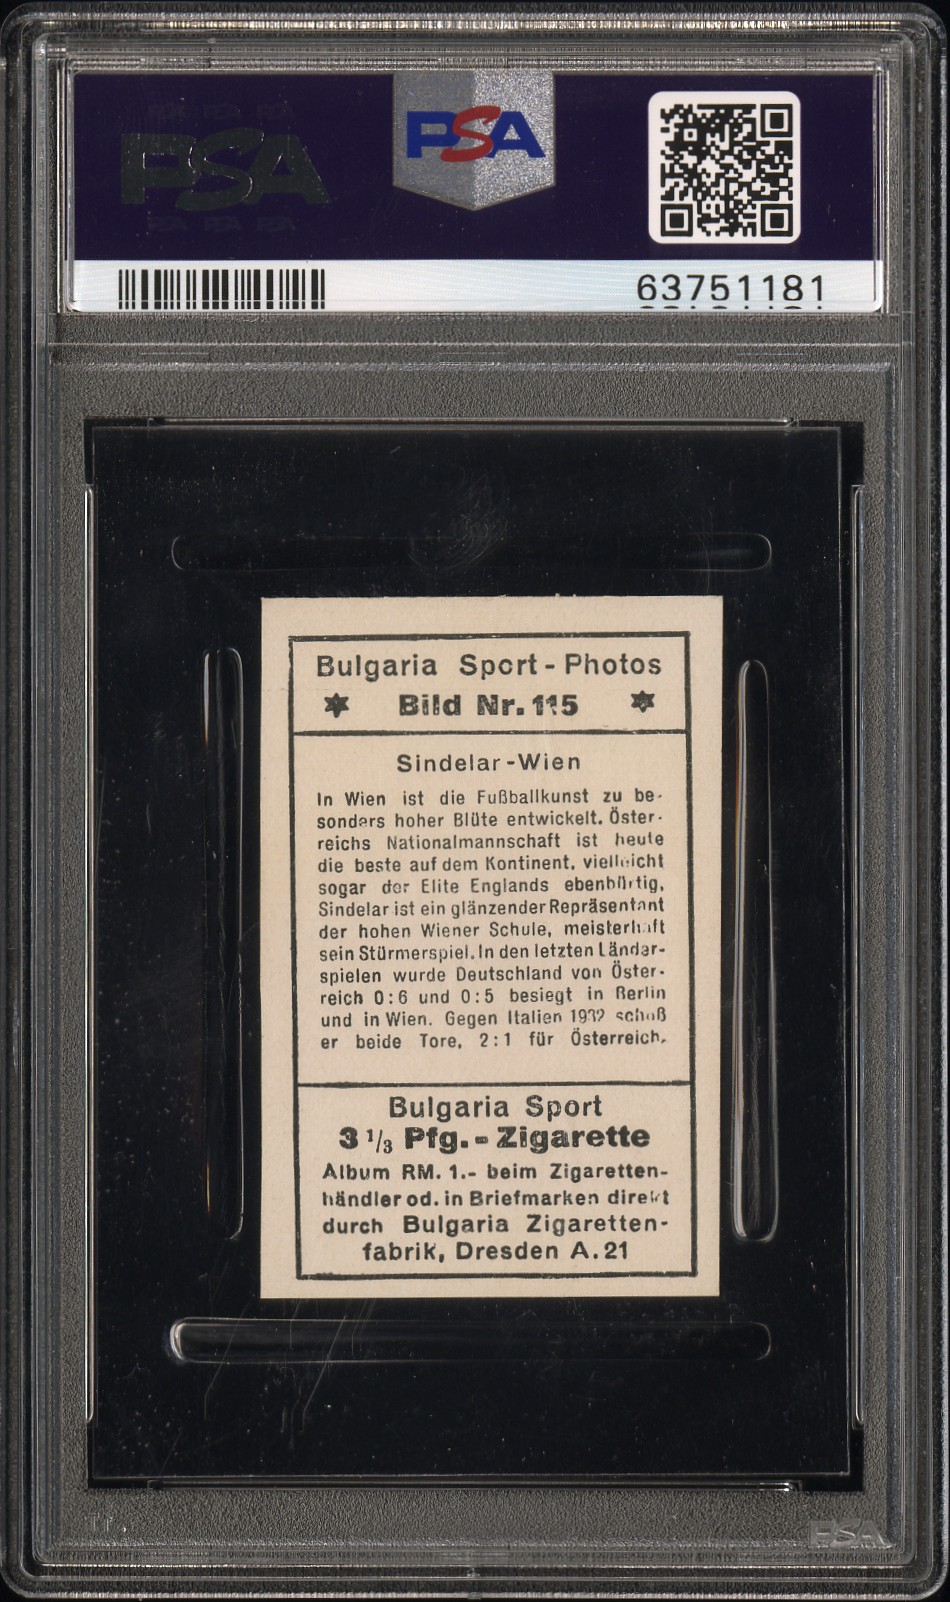 PSA
PSA
63751181
Bulgaria Sport-Photos
Bild Nr. 115
Sindelar-Wien
In Wien ist die Fußballkunst zu be-
sonders hoher Blüte entwickelt. Öster-
reichs Nationalmannschaft ist heute
die beste auf dem Kontinent, vielleicht
sogar der Elite Englands ebenbürtig.
Sindelar ist ein glänzender Repräsentant
der hohen Wiener Schule, meisterhaft
sein Stürmerspiel. In den letzten Länder-
spielen wurde Deutschland von Öster-
reich 0:6 und 0:5 besiegt in Berlin
und in Wien. Gegen Italien 1932 schoß
er beide Tore, 2:1 für Österreich.
Bulgaria Sport
3 1/3 Pfg.-Zigarette
Album RM. 1.- beim Zigaretten-
händler od. in Briefmarken direkt
durch Bulgaria Zigaretten-
fabrik, Dresden A. 21
PSA